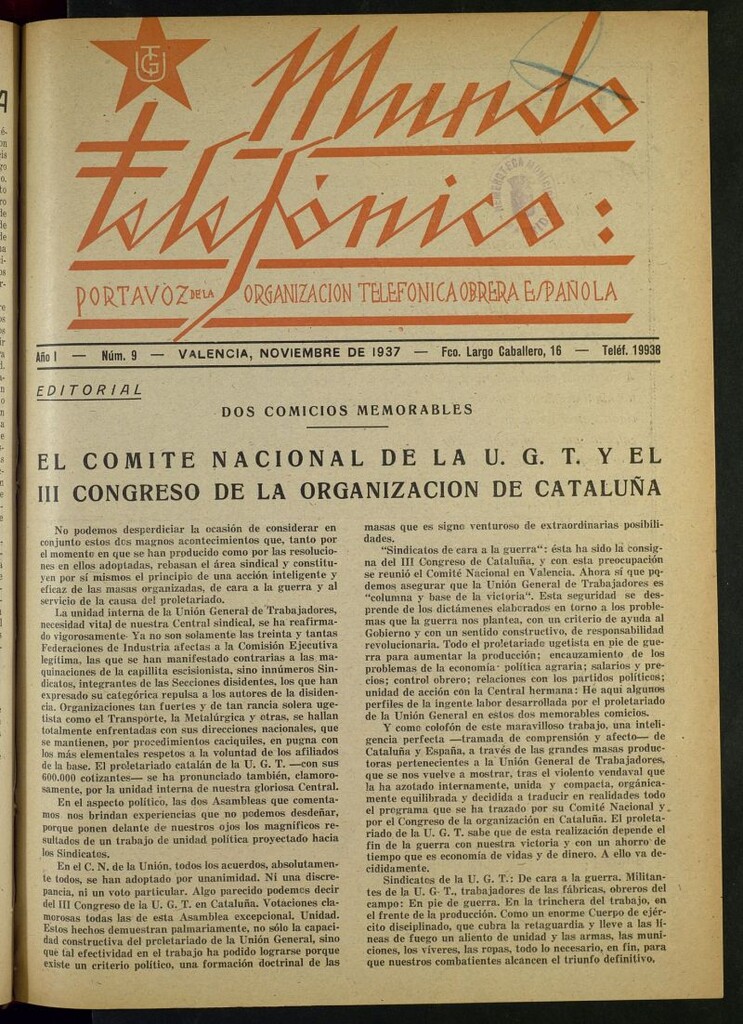 UGT
Mundo
Telefónico:
PORTAVOZ DE LA ORGANIZACION TELEFONICA OBRERA ESPAÑOLA
HEMEROTECA MUNICIPAL
Año I — Núm. 9 — VALENCIA, NOVIEMBRE DE 1937 — Fco. Largo Caballero, 16 — Teléf. 19938
EDITORIAL
DOS COMICIOS MEMORABLES
EL COMITE NACIONAL DE LA U. G. T. Y EL
III CONGRESO DE LA ORGANIZACION DE CATALUÑA
No podemos desperdiciar la ocasión de considerar en
conjunto estos dos magnos acontecimientos que, tanto por
el momento en que se han producido como por las resolucio-
nes en ellos adoptadas, rebasan el área sindical y constitu-
yen por sí mismos el principio de una acción inteligente y
eficaz de las masas organizadas, de cara a la guerra y al
servicio de la causa del proletariado.
La unidad interna de la Unión General de Trabajadores,
necesidad vital de nuestra Central sindical, se ha reafirma-
do vigorosamente. Ya no son solamente las treinta y tantas
Federaciones de Industria afectas a la Comisión Ejecutiva
legítima, las que se han manifestado contrarias a las ma-
quinaciones de la capillita escisionista, sino innúmeros Sin-
dicatos, integrantes de las Secciones disidentes, los que han
expresado su categórica repulsa a los autores de la disiden-
cia. Organizaciones tan fuertes y de tan rancia solera uge-
tista como el Transporte, la Metalúrgica y otras, se hallan
totalmente enfrentadas con sus direcciones nacionales, que
se mantienen, por procedimientos caciquiles, en pugna con
los más elementales respetos a la voluntad de los afiliados
de la base. El proletariado catalán de la U. G. T. —con sus
600.000 cotizantes— se ha pronunciado también, clamoro-
samente, por la unidad interna de nuestra gloriosa Central.
En el aspecto político, las dos Asambleas que comenta-
mos nos brindan experiencias que no podemos desdeñar,
porque ponen delante de nuestros ojos los magníficos re-
sultados de un trabajo de unidad política proyectado hacia
los Sindicatos.
En el C. N. de la Unión, todos los acuerdos, absolutamen-
te todos, se han adoptado por unanimidad. Ni una discre-
pancia, ni un voto particular. Algo parecido podemos decir
del III Congreso de la U. G. T. en Cataluña. Votaciones cla-
morosas todas las de esta Asamblea excepcional. Unidad.
Estos hechos demuestran palmariamente, no sólo la capaci-
dad constructiva del proletariado de la Unión General, sino
que tal efectividad en el trabajo ha podido lograrse porque
existe un criterio político, una formación doctrinal de las
masas que es signo venturoso de extraordinarias posibili-
dades.
"Sindicatos de cara a la guerra": ésta ha sido la consig-
na del III Congreso de Cataluña, y con esta preocupación
se reunió el Comité Nacional en Valencia. Ahora sí que po-
demos asegurar que la Unión General de Trabajadores es
"columna y base de la victoria". Esta seguridad se des-
prende de los dictámenes elaborados en torno a los proble-
mas que la guerra nos plantea, con un criterio de ayuda al
Gobierno y con un sentido constructivo, de responsabilidad
revolucionaria. Todo el proletariado ugetista en pie de gue-
rra para aumentar la producción; encauzamiento de los
problemas de la economía política agraria; salarios y pre-
cios; control obrero; relaciones con los partidos políticos;
unidad de acción con la Central hermana: He aquí algunos
perfiles de la ingente labor desarrollada por el proletariado
de la Unión General en estos dos memorables comicios.
Y como colofón de este maravilloso trabajo, una inteli-
gencia perfecta —tramada de comprensión y afecto— de
Cataluña y España, a través de las grandes masas produc-
toras pertenecientes a la Unión General de Trabajadores,
que se nos vuelve a mostrar, tras el violento vendaval que
la ha azotado internamente, unida y compacta, orgánica-
mente equilibrada y decidida a traducir en realidades todo
el programa que se ha trazado por su Comité Nacional y
por el Congreso de la organización en Cataluña. El proleta-
riado de la U. G. T. sabe que de esta realización depende el
fin de la guerra con nuestra victoria y con un ahorro de
tiempo que es economía de vidas y de dinero. A ello va de-
cididamente.
Sindicatos de la U. G. T.: De cara a la guerra. Militan-
tes de la U. G. T., trabajadores de las fábricas, obreros del
campo: En pie de guerra. En la trinchera del trabajo, en
el frente de la producción. Como un enorme Cuerpo de ejér-
cito disciplinado, que cubra la retaguardia y lleve a las lí-
neas de fuego un aliento de unidad y las armas, las muni-
ciones, los víveres, las ropas, todo lo necesario, en fin, para
que nuestros combatientes alcancen el triunfo definitivo.